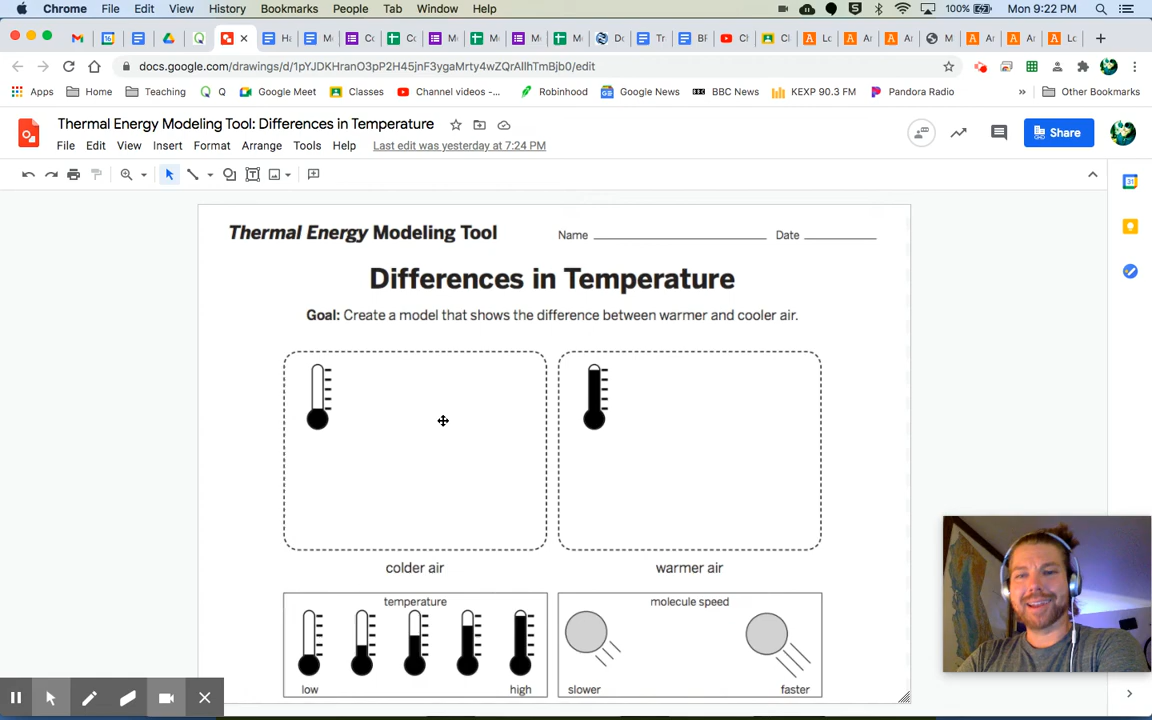 Chrome File Edit View History Bookmarks People Tab Window Help 100% Mon 9:22 PM
docs.google.com/drawings/d/1pYJDKHranO3pP2H45jnF3ygaMrty4wZQrAIlhTmBjb0/edit
Apps Home Teaching Q Google Meet Classes Channel videos -... Robinhood Google News BBC News KEXP 90.3 FM Pandora Radio » Other Bookmarks
Thermal Energy Modeling Tool: Differences in Temperature
File Edit View Insert Format Arrange Tools Help Last edit was yesterday at 7:24 PM
Share
Thermal Energy Modeling Tool Name Date
Differences in Temperature
Goal: Create a model that shows the difference between warmer and cooler air.
colder air warmer air
temperature molecule speed
low high slower faster